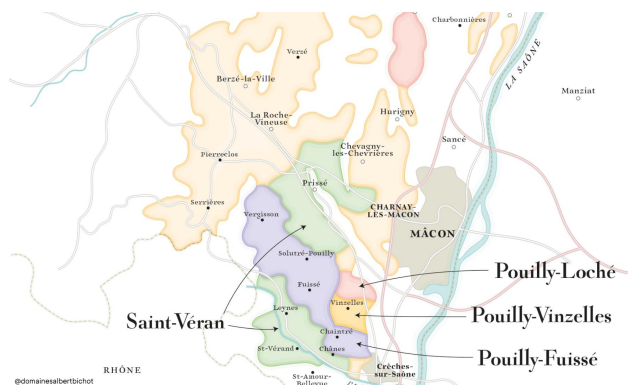 Charbonnières
Verzé
LA SAÔNE
Berzé-la-Ville
Manziat
La Roche-
Vineuse
Hurigny
Sancé
Chevagny-
les-Chevrières
Pierreclos
Prissé
Serrières
CHARNAY-
LÈS-MACON
Vergisson
MÂCON
Solutré-Pouilly
Pouilly-Loché
Fuissé
Vinzelles
Leynes
Pouilly-Vinzelles
Saint-Véran
Chaintré
St-Vérand
Chânes
Pouilly-Fuissé
Crêches-
sur-Saône
RHÔNE
St-Amour-
Bellevue
@domainesalbertbichot